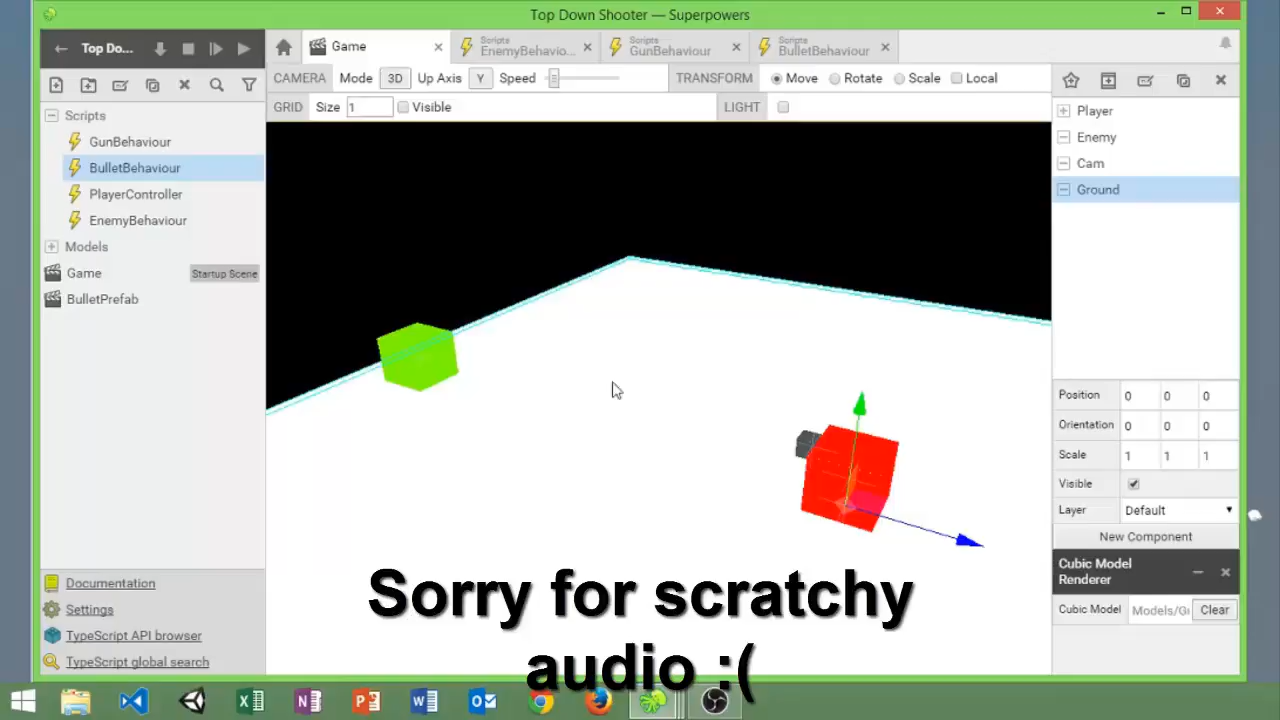 Top Down Shooter — Superpowers
Top Do...
Game
Scripts
EnemyBehavio...
Scripts
GunBehaviour
Scripts
BulletBehaviour
CAMERA Mode 3D Up Axis Y Speed
TRANSFORM Move Rotate Scale Local
GRID Size 1 Visible
LIGHT
Scripts
GunBehaviour
BulletBehaviour
PlayerController
EnemyBehaviour
Models
Game Startup Scene
BulletPrefab
Documentation
Settings
TypeScript API browser
TypeScript global search
Player
Enemy
Cam
Ground
Position 0 0 0
Orientation 0 0 0
Scale 1 1 1
Visible
Layer Default
New Component
Cubic Model
Renderer
Cubic Model Models/G Clear
Sorry for scratchy
audio :(